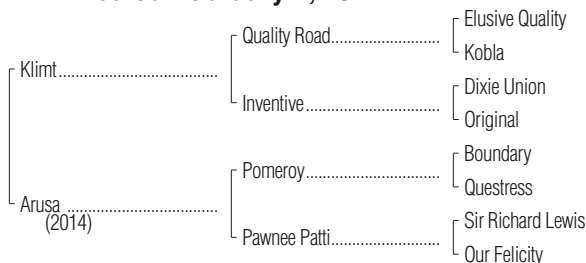 Elusive Quality
Quality Road
Kobla
Klimt
Dixie Union
Inventive
Original
Boundary
Pomeroy
Questress
Arusa
(2014)
Sir Richard Lewis
Pawnee Patti
Our Felicity